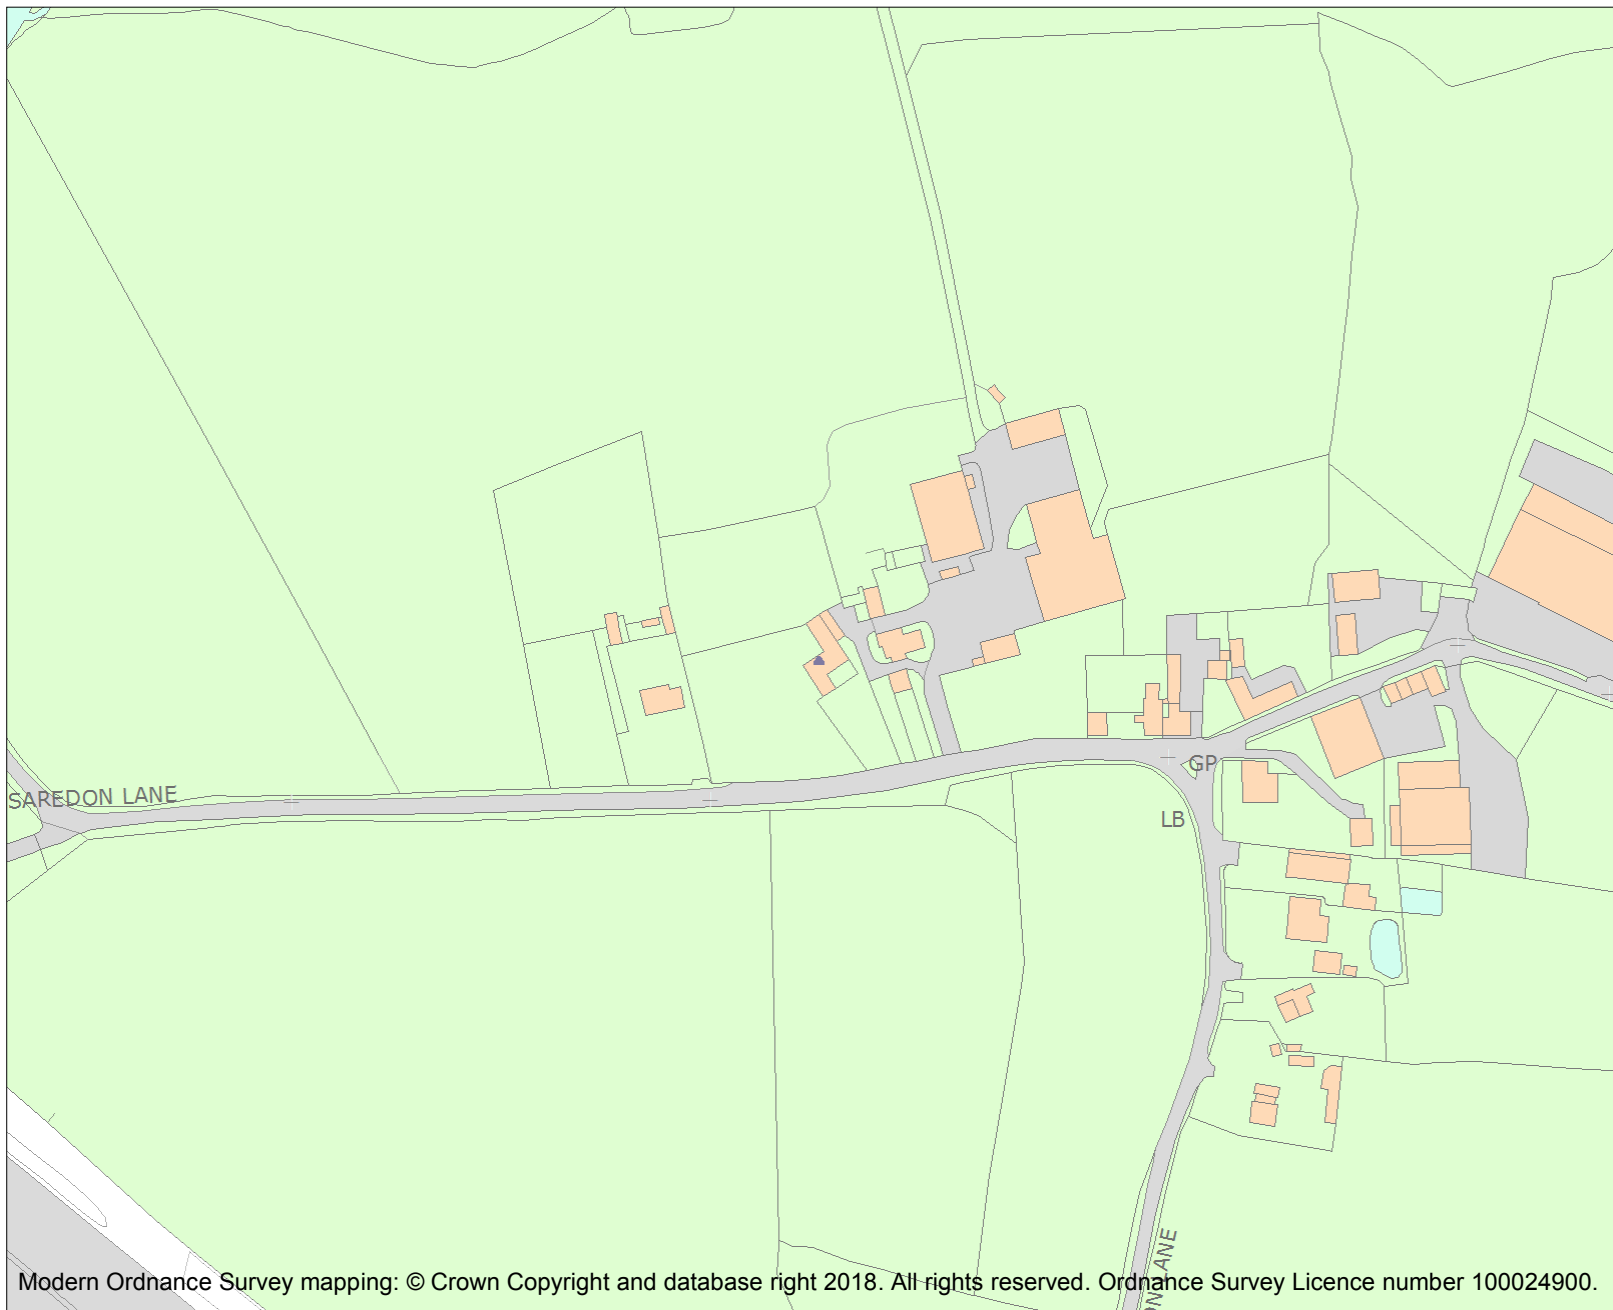 SAREDON LANE
GP
LB
LANE
Modern Ordnance Survey mapping: © Crown Copyright and database right 2018. All rights reserved. Ordnance Survey Licence number 100024900.